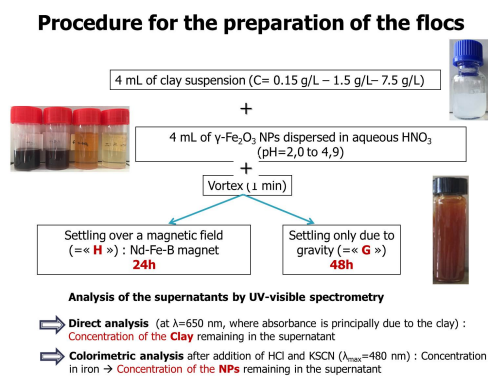 Procedure for the preparation of the flocs
4 mL of clay suspension (C= 0.15 g/L – 1.5 g/L– 7.5 g/L)
+
4 mL of γ-Fe₂O₃ NPs dispersed in aqueous HNO₃
(pH=2,0 to 4,9)
+
Vortex (1 min)
Settling over a magnetic field
(=« H ») : Nd-Fe-B magnet
24h
Settling only due to
gravity (=« G »)
48h
Analysis of the supernatants by UV-visible spectrometry
Direct analysis (at λ=650 nm, where absorbance is principally due to the clay) :
Concentration of the Clay remaining in the supernatant
Colorimetric analysis after addition of HCl and KSCN (λmax=480 nm) : Concentration
in iron → Concentration of the NPs remaining in the supernatant